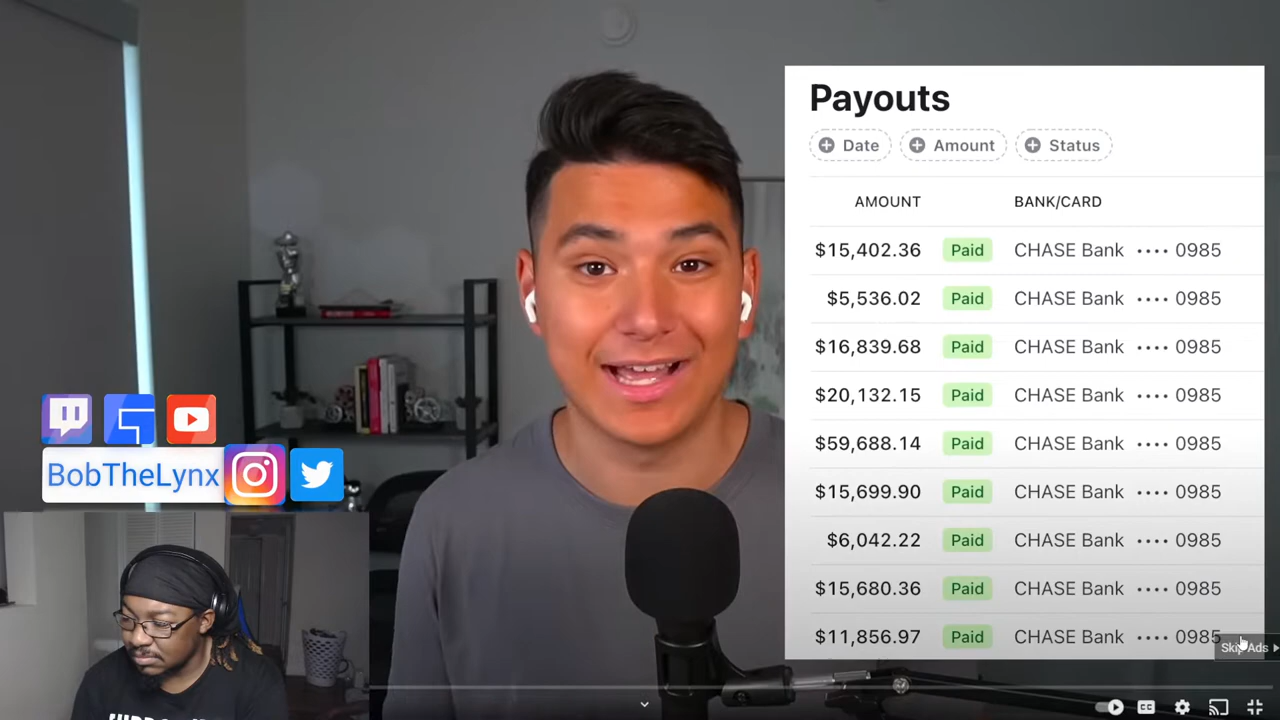 Payouts
Date
Amount
Status
AMOUNT
BANK/CARD
$15,402.36 Paid CHASE Bank •••• 0985
$5,536.02 Paid CHASE Bank •••• 0985
$16,839.68 Paid CHASE Bank •••• 0985
$20,132.15 Paid CHASE Bank •••• 0985
$59,688.14 Paid CHASE Bank •••• 0985
$15,699.90 Paid CHASE Bank •••• 0985
$6,042.22 Paid CHASE Bank •••• 0985
$15,680.36 Paid CHASE Bank •••• 0985
$11,856.97 Paid CHASE Bank •••• 0985
Skip Ads
BobTheLynx
CC